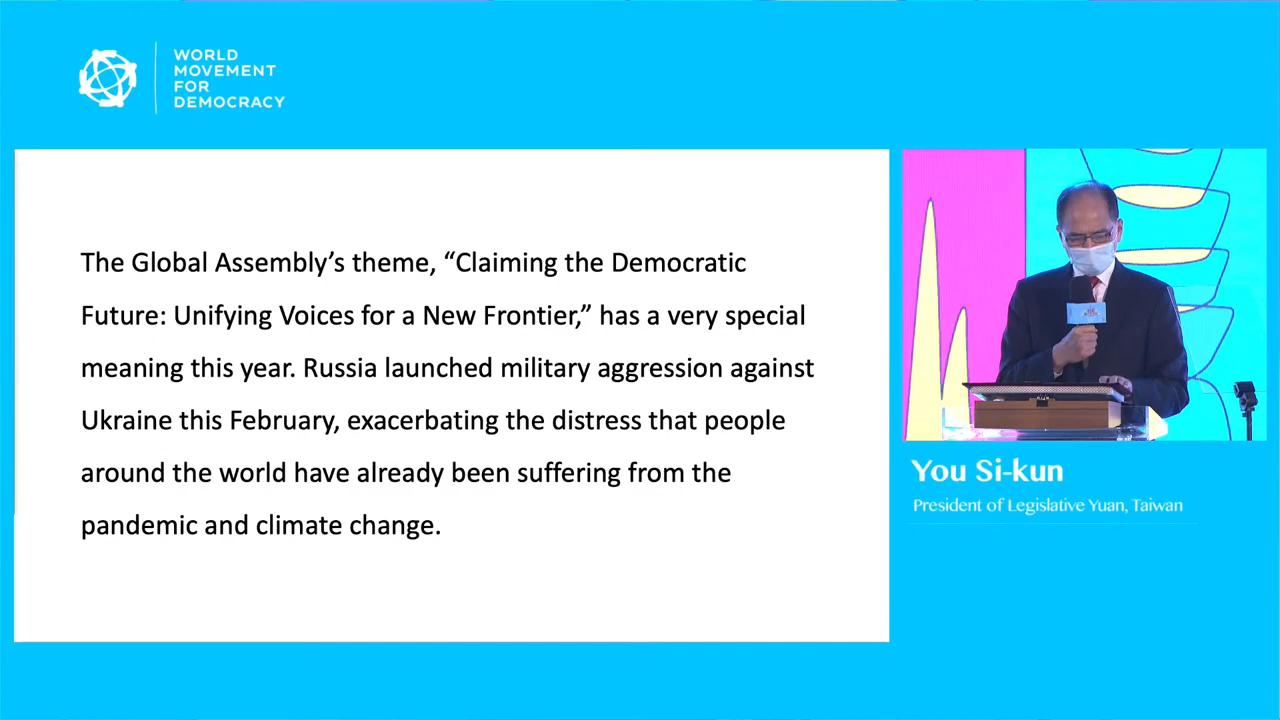 WORLD
MOVEMENT
FOR
DEMOCRACY
The Global Assembly’s theme, “Claiming the Democratic
Future: Unifying Voices for a New Frontier,” has a very special
meaning this year. Russia launched military aggression against
Ukraine this February, exacerbating the distress that people
around the world have already been suffering from the
pandemic and climate change.
You Si-kun
President of Legislative Yuan, Taiwan